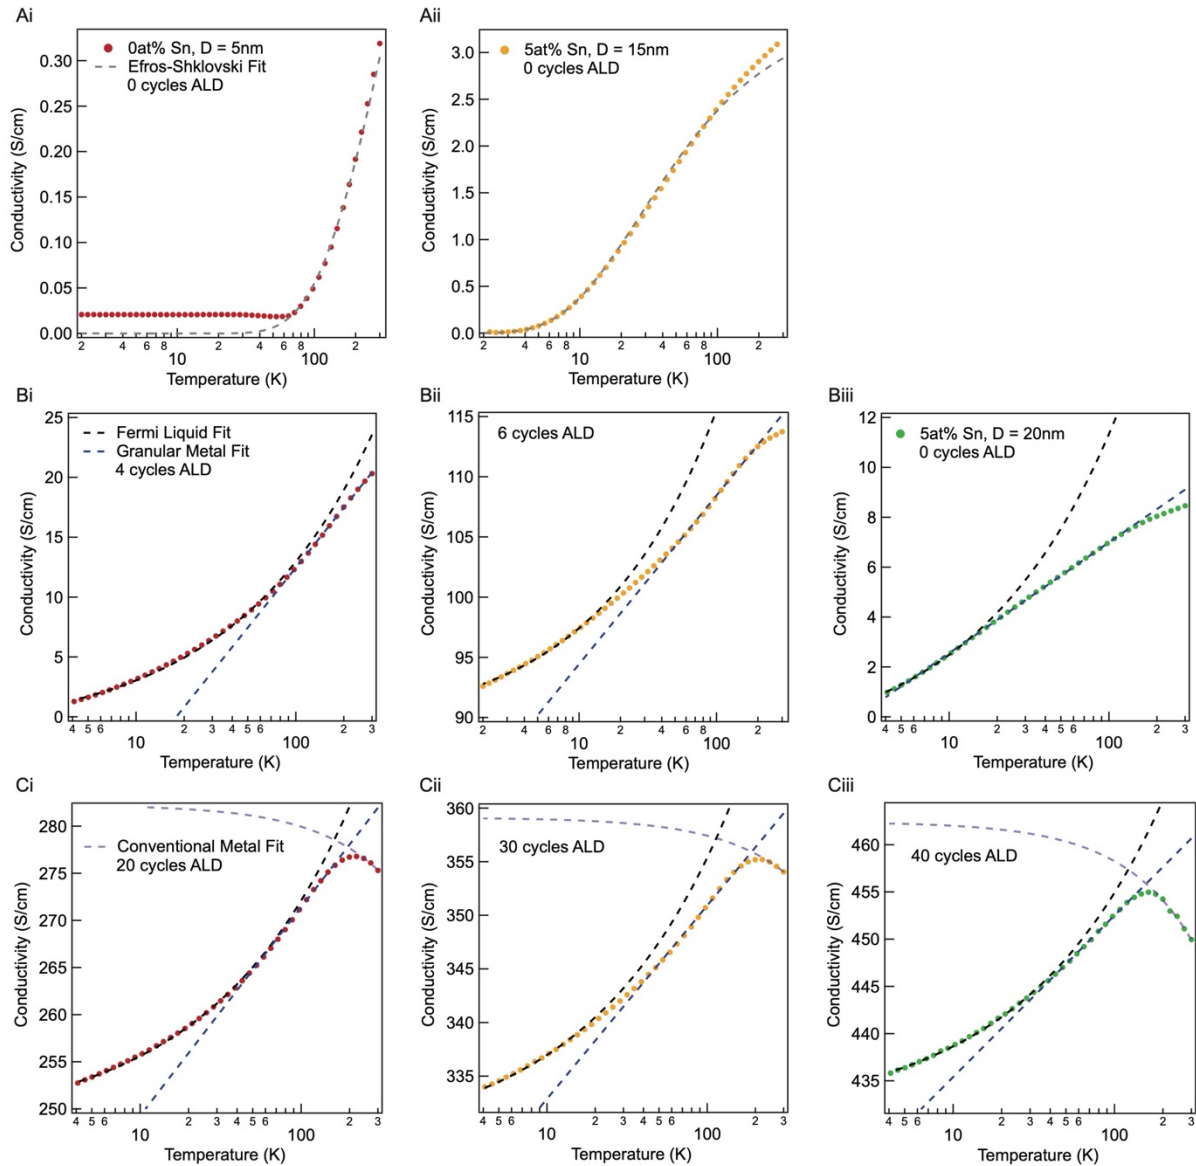 Ai
0at% Sn, D = 5nm
Efros-Shklovski Fit
0 cycles ALD
Conductivity (S/cm)
0.30
0.25
0.20
0.15
0.10
0.05
0.00
2 4 6 8 10 2 4 6 8 100 2
Temperature (K)
Aii
5at% Sn, D = 15nm
0 cycles ALD
Conductivity (S/cm)
3.0
2.5
2.0
1.5
1.0
0.5
0.0
2 4 6 8 10 2 4 6 8 100 2
Temperature (K)
Bi
Fermi Liquid Fit
Granular Metal Fit
4 cycles ALD
Conductivity (S/cm)
25
20
15
10
5
0
4 5 6 10 2 3 4 5 6 100 2 3
Temperature (K)
Bii
6 cycles ALD
Conductivity (S/cm)
115
110
105
100
95
90
2 4 6 8 10 2 4 6 8 100 2
Temperature (K)
Biii
5at% Sn, D = 20nm
0 cycles ALD
Conductivity (S/cm)
12
10
8
6
4
2
0
4 5 6 10 2 3 4 5 6 100 2 3
Temperature (K)
Ci
Conventional Metal Fit
20 cycles ALD
Conductivity (S/cm)
280
275
270
265
260
255
250
4 5 6 10 2 3 4 5 6 100 2 3
Temperature (K)
Cii
30 cycles ALD
Conductivity (S/cm)
360
355
350
345
340
335
4 5 6 10 2 3 4 5 6 100 2 3
Temperature (K)
Ciii
40 cycles ALD
Conductivity (S/cm)
460
455
450
445
440
435
4 5 6 10 2 3 4 5 6 100 2 3
Temperature (K)